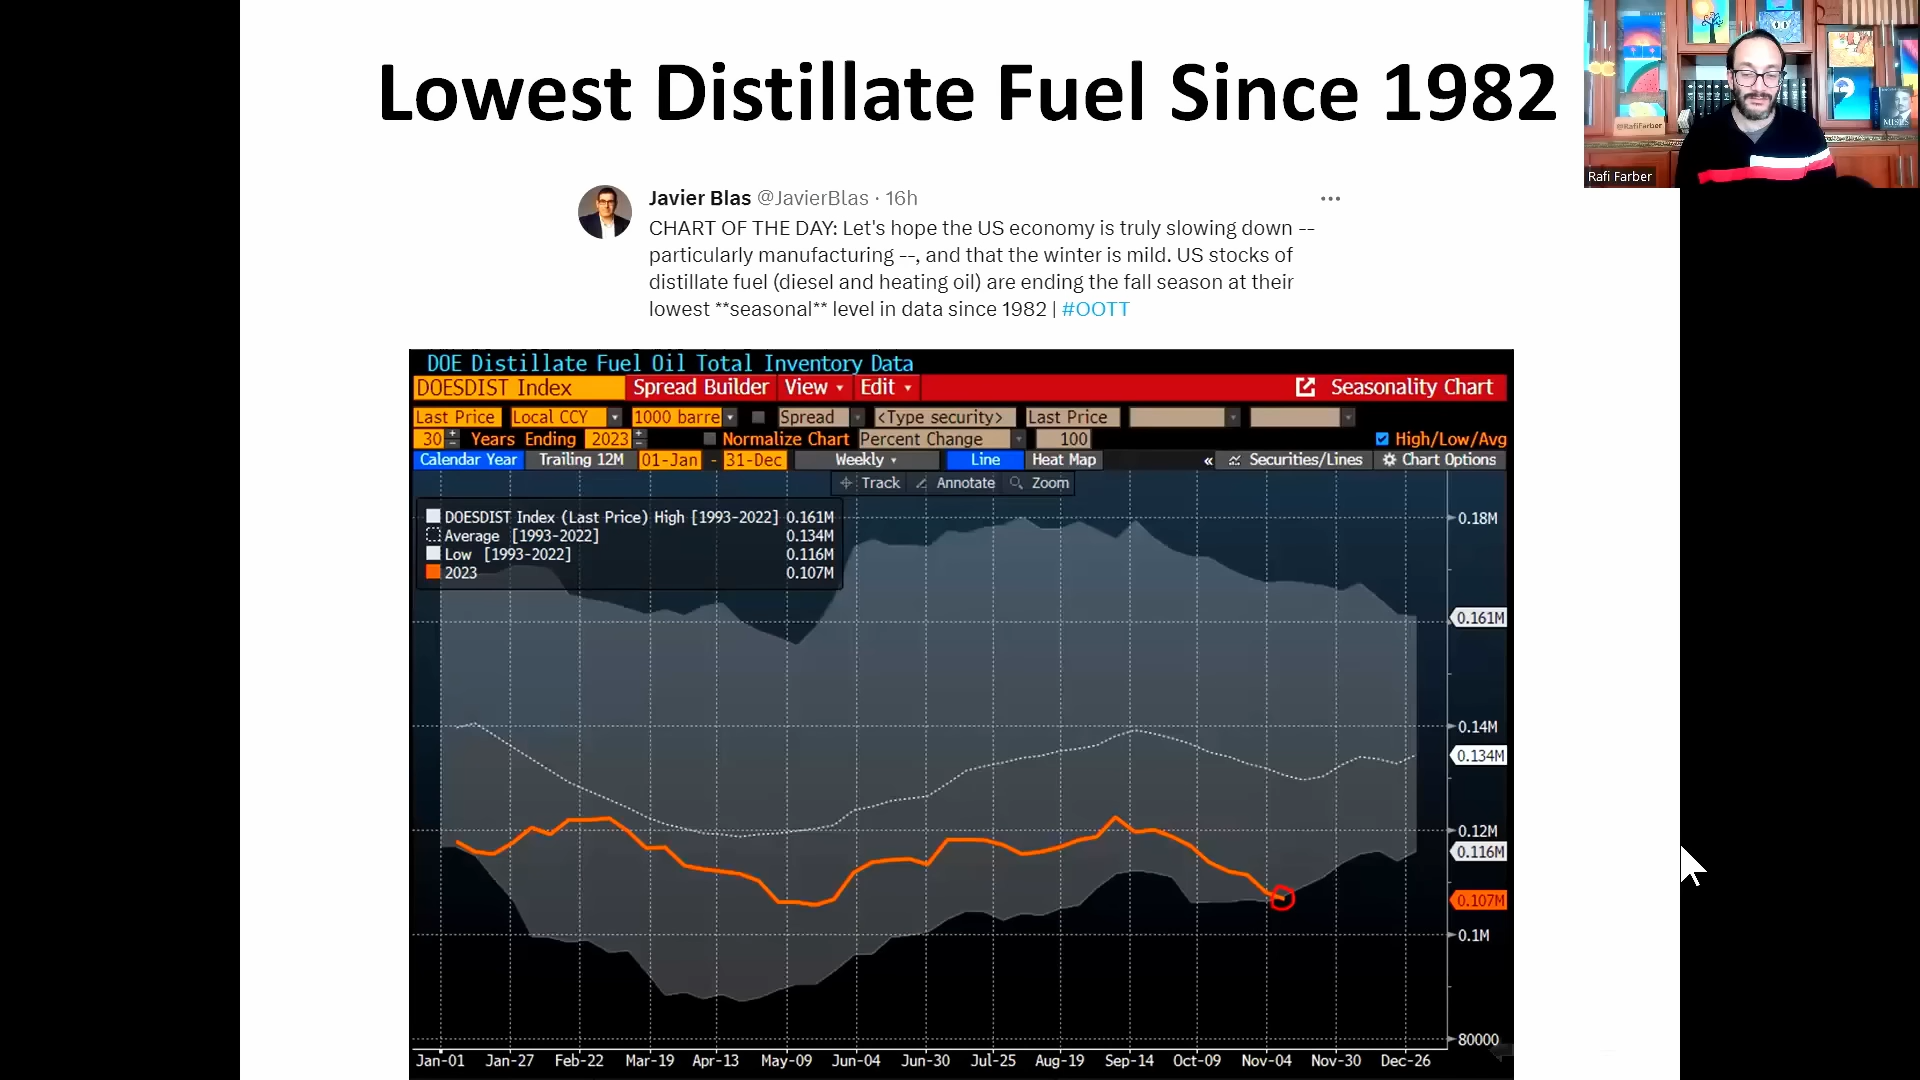 Lowest Distillate Fuel Since 1982
@RafiFarber
MISES
Rafi Farber
Javier Blas @JavierBlas · 16h
CHART OF THE DAY: Let's hope the US economy is truly slowing down --
particularly manufacturing --, and that the winter is mild. US stocks of
distillate fuel (diesel and heating oil) are ending the fall season at their
lowest **seasonal** level in data since 1982 | #OOTT
DOE Distillate Fuel Oil Total Inventory Data
DOESDIST Index Spread Builder View Edit Seasonality Chart
Last Price Local CCY 1000 barre Spread <Type security> Last Price
30 Years Ending 2023 Normalize Chart Percent Change 100 High/Low/Avg
Calendar Year Trailing 12M 01-Jan - 31-Dec Weekly Line Heat Map « Securities/Lines Chart Options
Track Annotate Zoom
DOESDIST Index (Last Price) High [1993-2022] 0.161M
Average [1993-2022] 0.134M
Low [1993-2022] 0.116M
2023 0.107M
0.18M
0.161M
0.14M
0.134M
0.12M
0.116M
0.107M
0.1M
80000
Jan-01 Jan-27 Feb-22 Mar-19 Apr-13 May-09 Jun-04 Jun-30 Jul-25 Aug-19 Sep-14 Oct-09 Nov-04 Nov-30 Dec-26